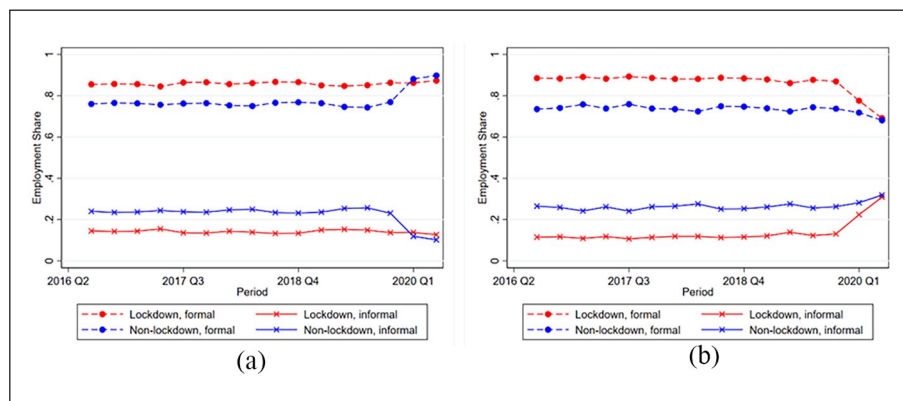 1
.8
.6
.4
.2
0
Employment Share
2016 Q2 2017 Q3 2018 Q4 2020 Q1
Period
Lockdown, formal Lockdown, informal
Non-lockdown, formal Non-lockdown, informal
(a)
1
.8
.6
.4
.2
0
Employment Share
2016 Q2 2017 Q3 2018 Q4 2020 Q1
Period
Lockdown, formal Lockdown, informal
Non-lockdown, formal Non-lockdown, informal
(b)